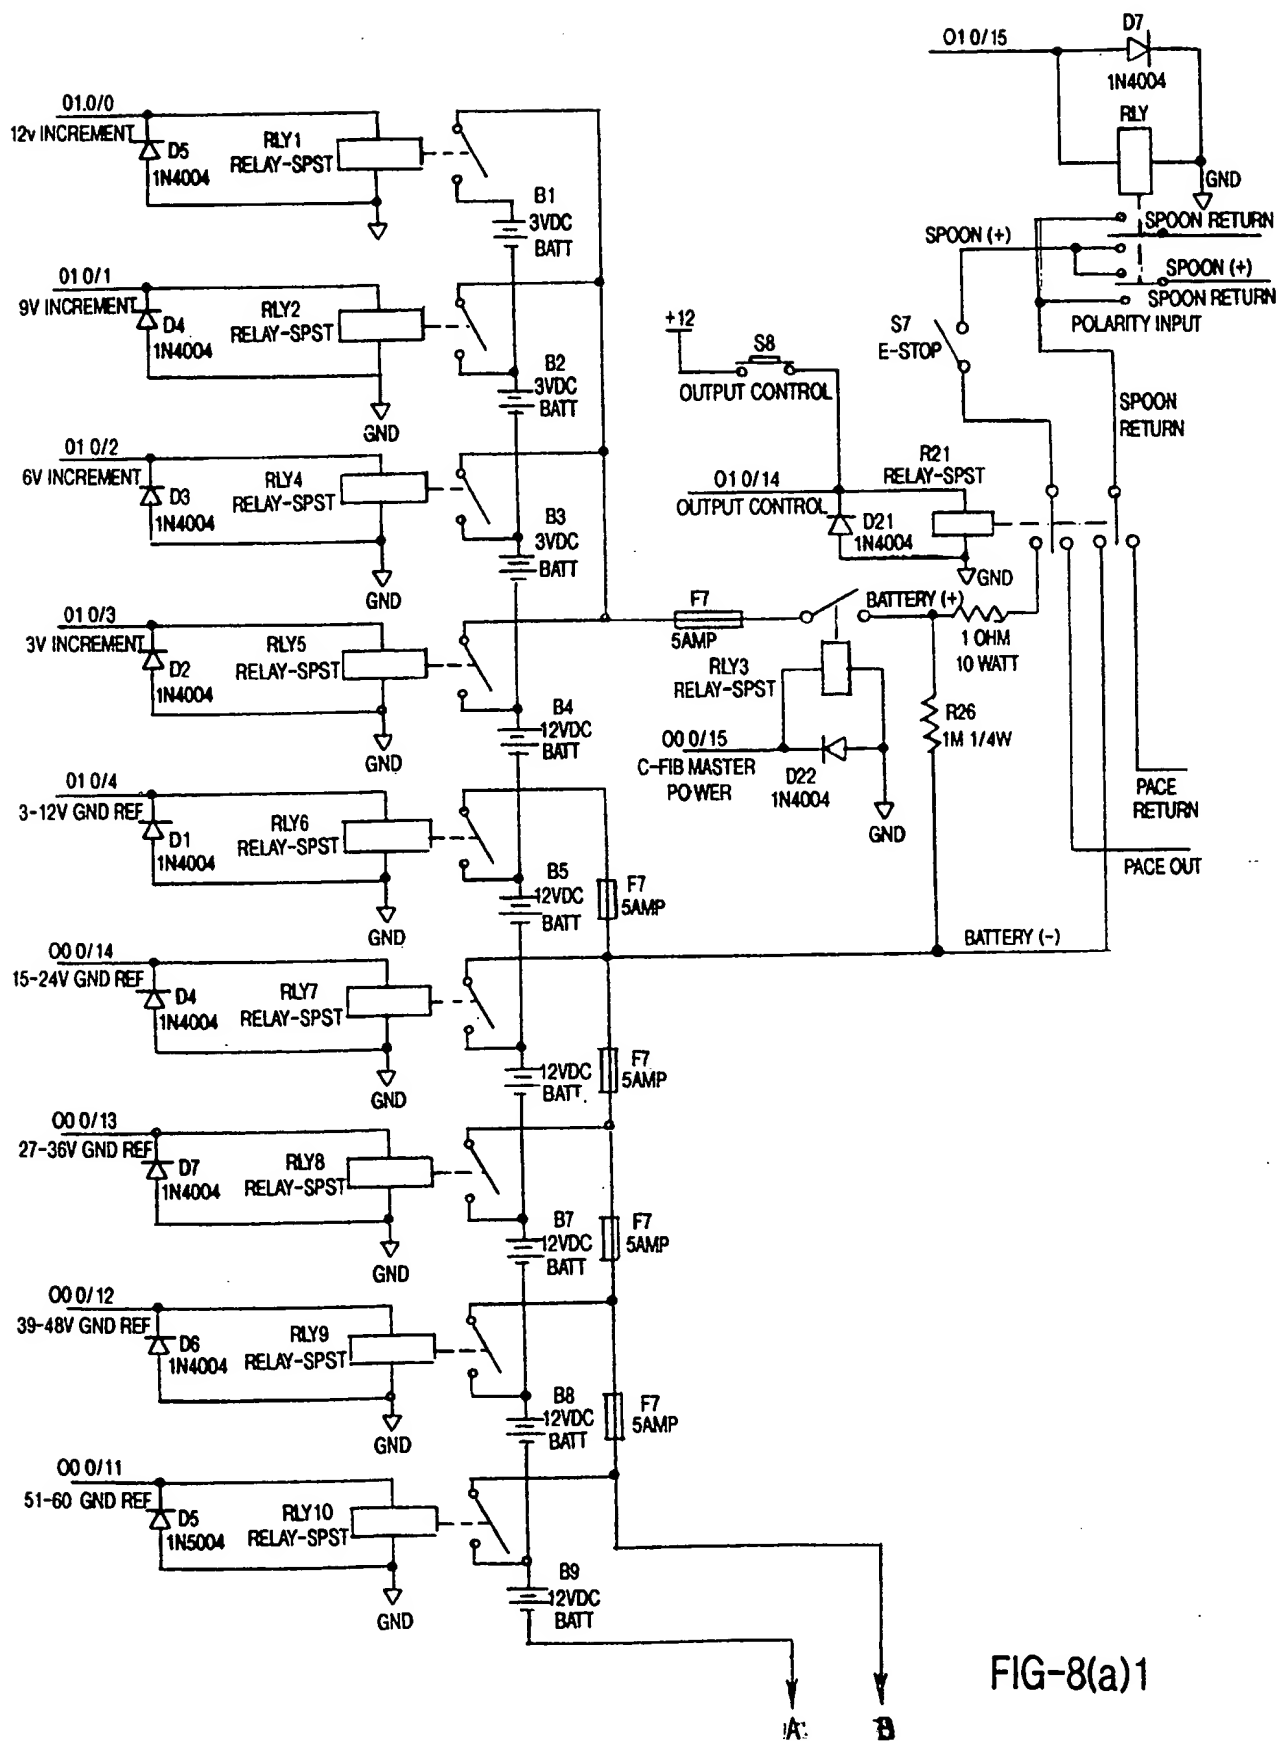 01.0/0
12v INCREMENT
D5
1N4004
RLY1
RELAY-SPST
B1
3VDC
BATT
01 0/1
9V INCREMENT
D4
1N4004
RLY2
RELAY-SPST
GND
B2
3VDC
BATT
01 0/2
6V INCREMENT
D3
1N4004
RLY4
RELAY-SPST
GND
B3
3VDC
BATT
01 0/3
3V INCREMENT
D2
1N4004
RLY5
RELAY-SPST
GND
B4
12VDC
BATT
01 0/4
3-12V GND REF
D1
1N4004
RLY6
RELAY-SPST
GND
B5
12VDC
BATT
F7
5AMP
00 0/14
15-24V GND REF
D4
1N4004
RLY7
RELAY-SPST
GND
12VDC
BATT
F7
5AMP
00 0/13
27-36V GND REF
D7
1N4004
RLY8
RELAY-SPST
GND
B7
12VDC
BATT
F7
5AMP
00 0/12
39-48V GND REF
D6
1N4004
RLY9
RELAY-SPST
GND
B8
12VDC
BATT
F7
5AMP
00 0/11
51-60 GND REF
D5
1N5004
RLY10
RELAY-SPST
GND
B9
12VDC
BATT
01 0/15
D7
1N4004
RLY
GND
SPOON RETURN
SPOON (+)
SPOON (+)
SPOON RETURN
POLARITY INPUT
S7
E-STOP
SPOON
RETURN
+12
S8
OUTPUT CONTROL
01 0/14
OUTPUT CONTROL
R21
RELAY-SPST
D21
1N4004
GND
F7
5AMP
BATTERY (+)
1 OHM
10 WATT
RLY3
RELAY-SPST
00 0/15
C-FIB MASTER
POWER
D22
1N4004
GND
R26
1M 1/4W
PACE
RETURN
PACE OUT
BATTERY (-)
A
B
FIG-8(a)1